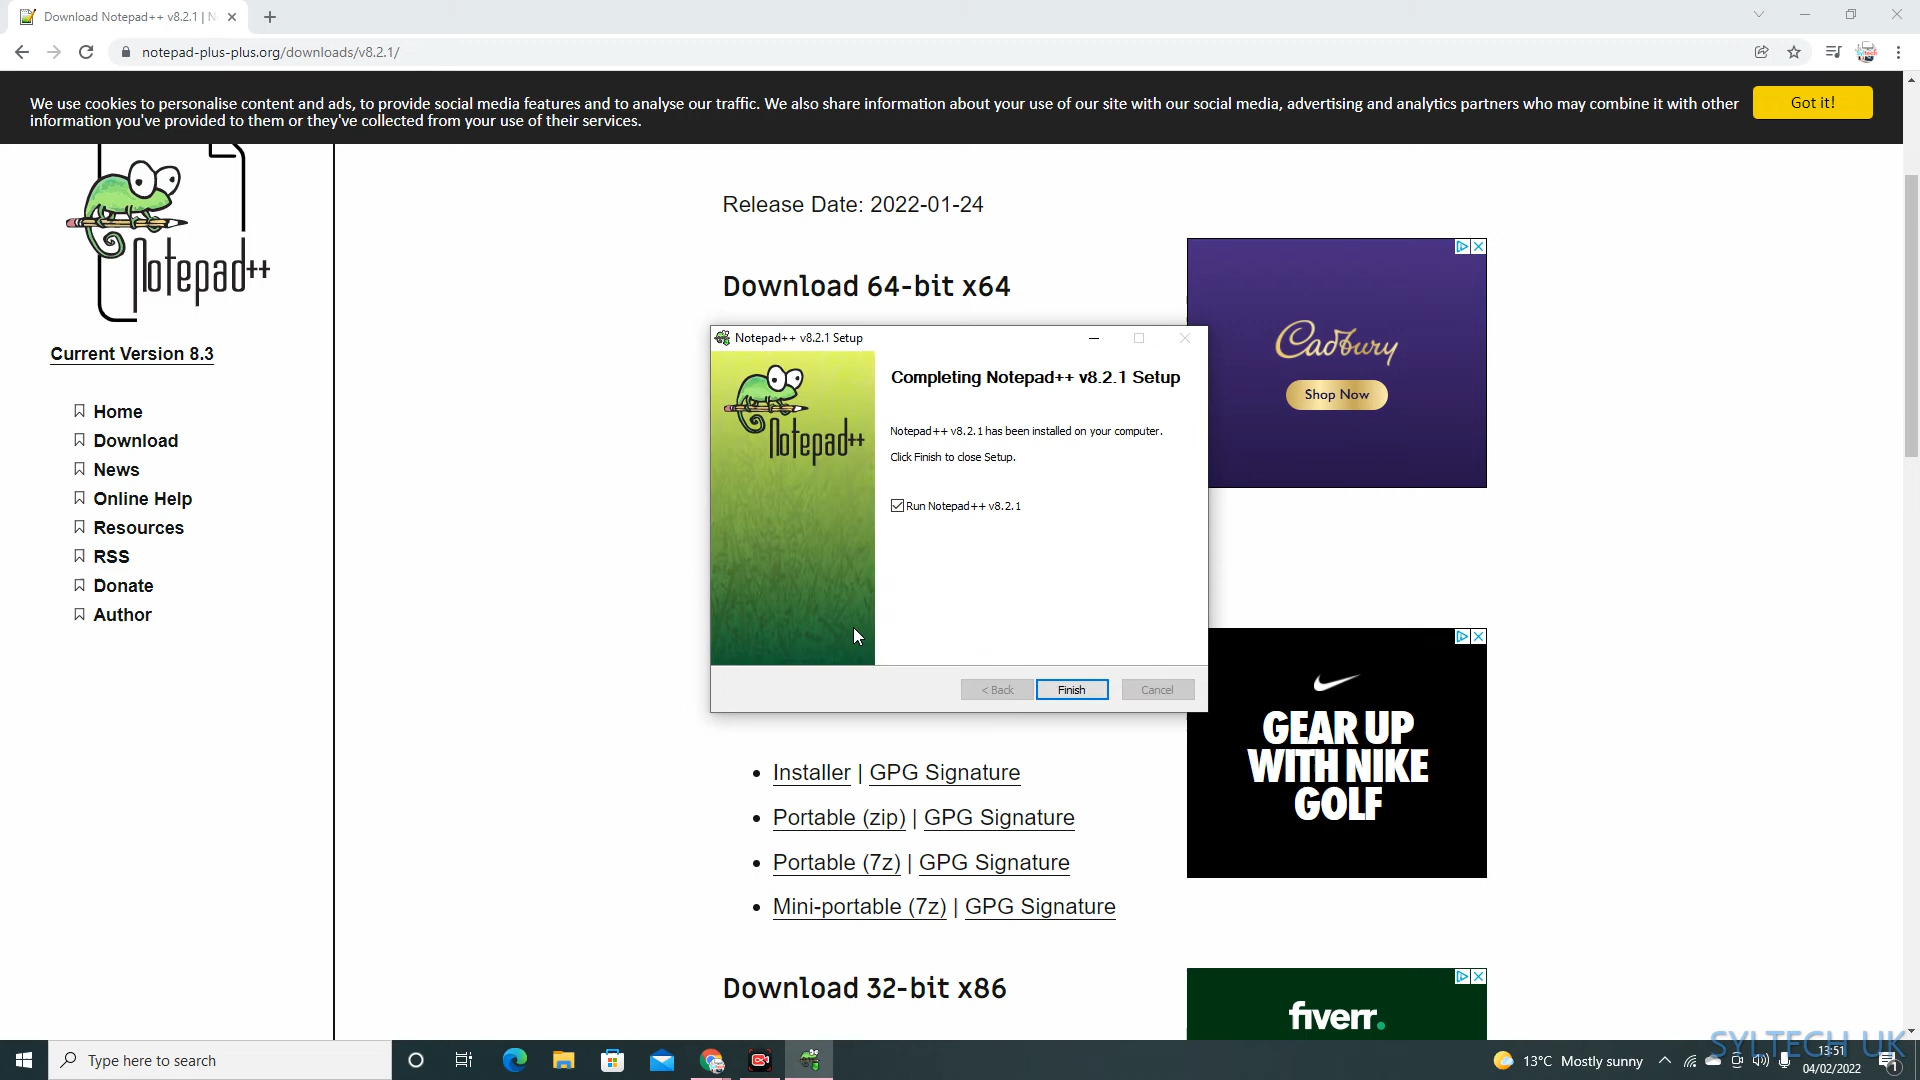 Download Notepad++ v8.2.1 | N
notepad-plus-plus.org/downloads/v8.2.1/
We use cookies to personalise content and ads, to provide social media features and to analyse our traffic. We also share information about your use of our site with our social media, advertising and analytics partners who may combine it with other
information you've provided to them or they've collected from your use of their services.
Got it!
Notepad++
Current Version 8.3
Home
Download
News
Online Help
Resources
RSS
Donate
Author
Release Date: 2022-01-24
Download 64-bit x64
Cadbury
Shop Now
Notepad++ v8.2.1 Setup
Notepad++
Completing Notepad++ v8.2.1 Setup
Notepad++ v8.2.1 has been installed on your computer.
Click Finish to close Setup.
Run Notepad++ v8.2.1
< Back
Finish
Cancel
GEAR UP
WITH NIKE
GOLF
Installer | GPG Signature
Portable (zip) | GPG Signature
Portable (7z) | GPG Signature
Mini-portable (7z) | GPG Signature
Download 32-bit x86
fiverr.
SYLTECH UK
Type here to search
13°C Mostly sunny
13:51
04/02/2022
1